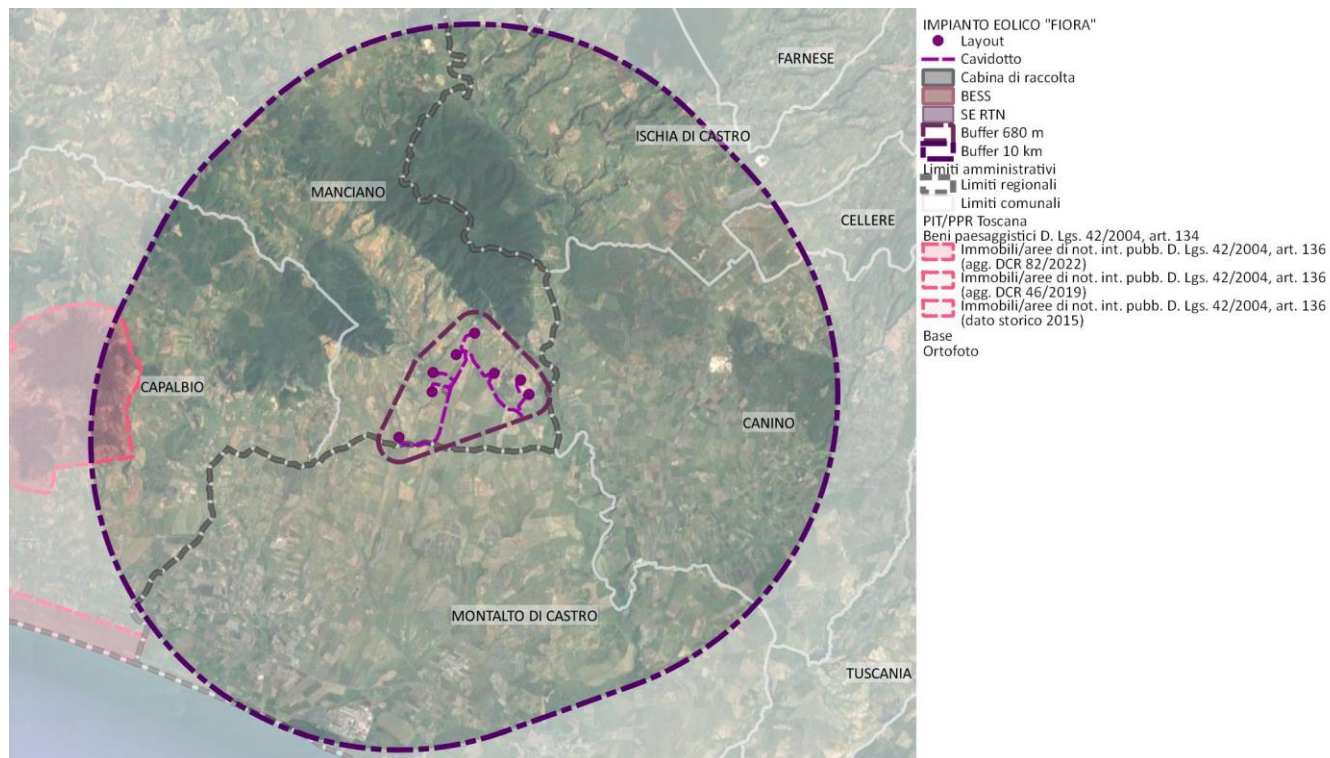 FARNESE
ISCHIA DI CASTRO
MANCIANO
CELLERE
CAPALBIO
CANINO
MONTALTO DI CASTRO
TUSCANIA
IMPIANTO EOLICO "FIORA"
Layout
Cavidotto
Cabina di raccolta
BESS
SE RTN
Buffer 680 m
Buffer 10 km
Limiti amministrativi
Limiti regionali
Limiti comunali
PIT/PPR Toscana
Beni paesaggistici D. Lgs. 42/2004, art. 134
Immobili/aree di not. int. pubb. D. Lgs. 42/2004, art. 136
(agg. DCR 82/2022)
Immobili/aree di not. int. pubb. D. Lgs. 42/2004, art. 136
(agg. DCR 46/2019)
Immobili/aree di not. int. pubb. D. Lgs. 42/2004, art. 136
(dato storico 2015)
Base
Ortofoto